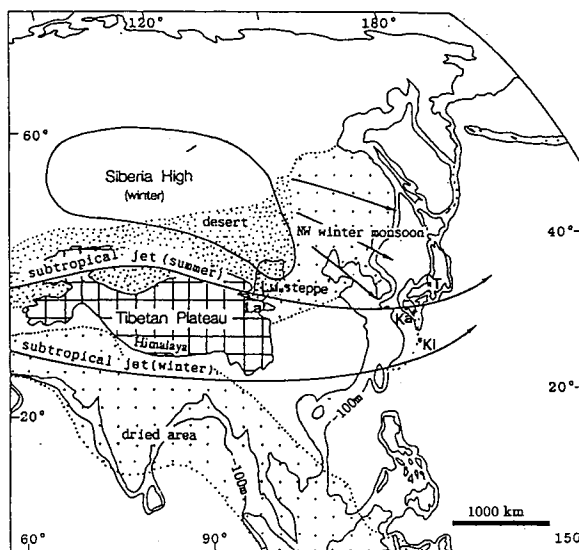 120° 180°
60°
Siberia High
(winter)
desert
NW winter monsoon
40°
subtropical jet (summer)
steppe
La
T
Ka
Tibetan Plateau
KI
Himalaya
subtropical jet (winter)
20°
-100m
20°
dried area
-100m
1000 km
60° 90° 150